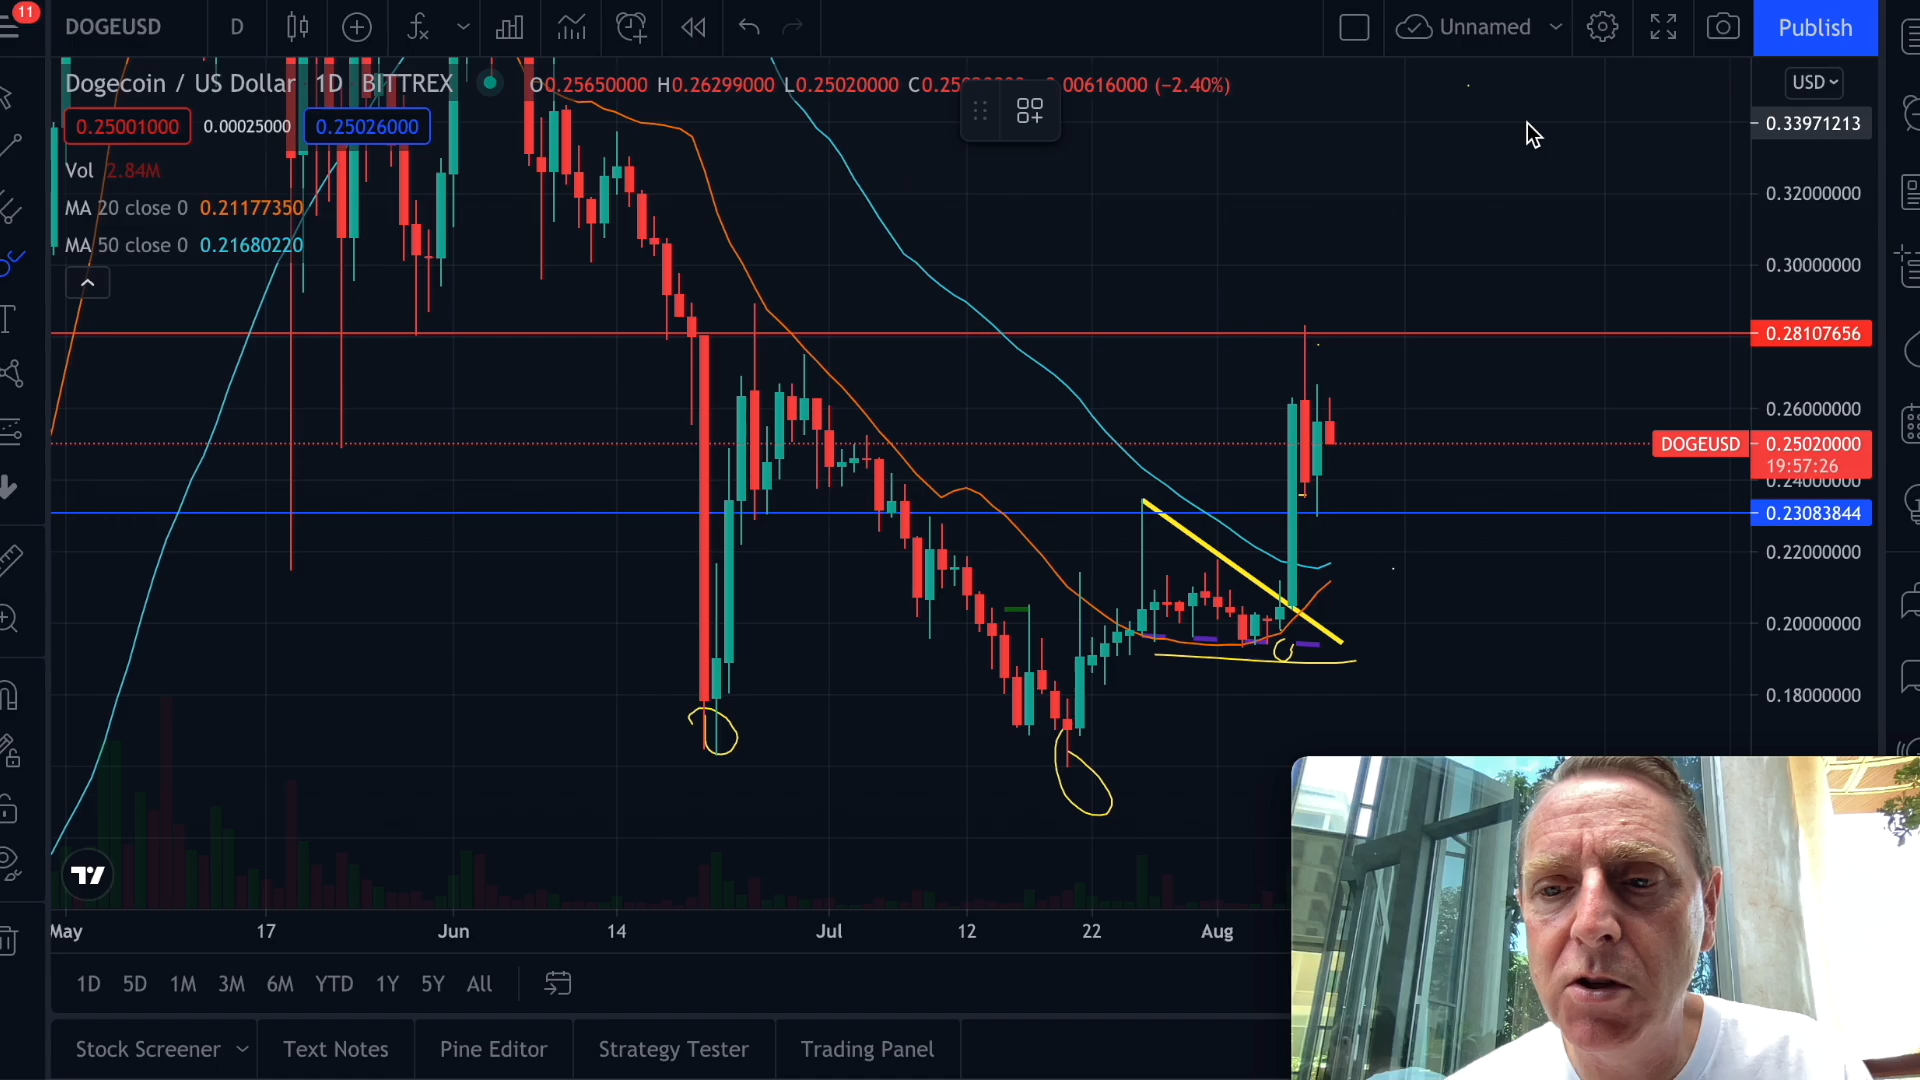 11
DOGEUSD D Unnamed Publish
Dogecoin / US Dollar 1D BITTREX O0.25650000 H0.26299000 L0.25020000 00616000 (−2.40%) USD
0.25001000 0.00025000 0.25026000
0.33971213
Vol 2.84M
MA 20 close 0 0.21177350
0.32000000
MA 50 close 0 0.21680220
0.30000000
0.28107656
0.26000000
DOGEUSD 0.25020000
19:57:26
0.24000000
0.23083844
0.22000000
0.20000000
0.18000000
May 17 Jun 14 Jul 12 22 Aug
1D 5D 1M 3M 6M YTD 1Y 5Y All
Stock Screener Text Notes Pine Editor Strategy Tester Trading Panel